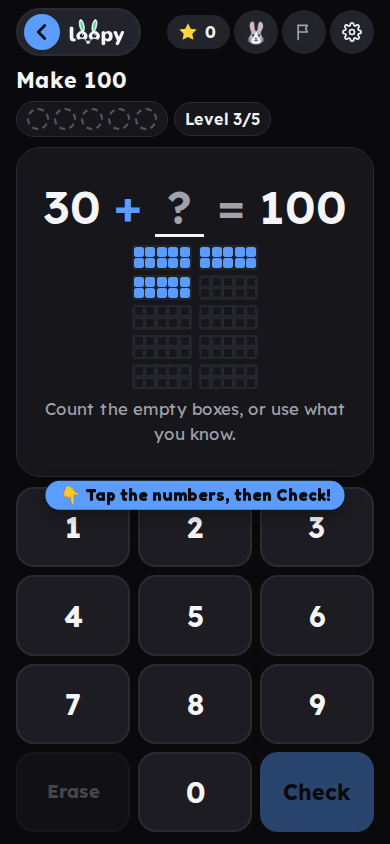 loopy
0
Make 100
Level 3/5
30 + ? = 100
Count the empty boxes, or use what
you know.
Tap the numbers, then Check!
1 2 3
4 5 6
7 8 9
Erase 0 Check